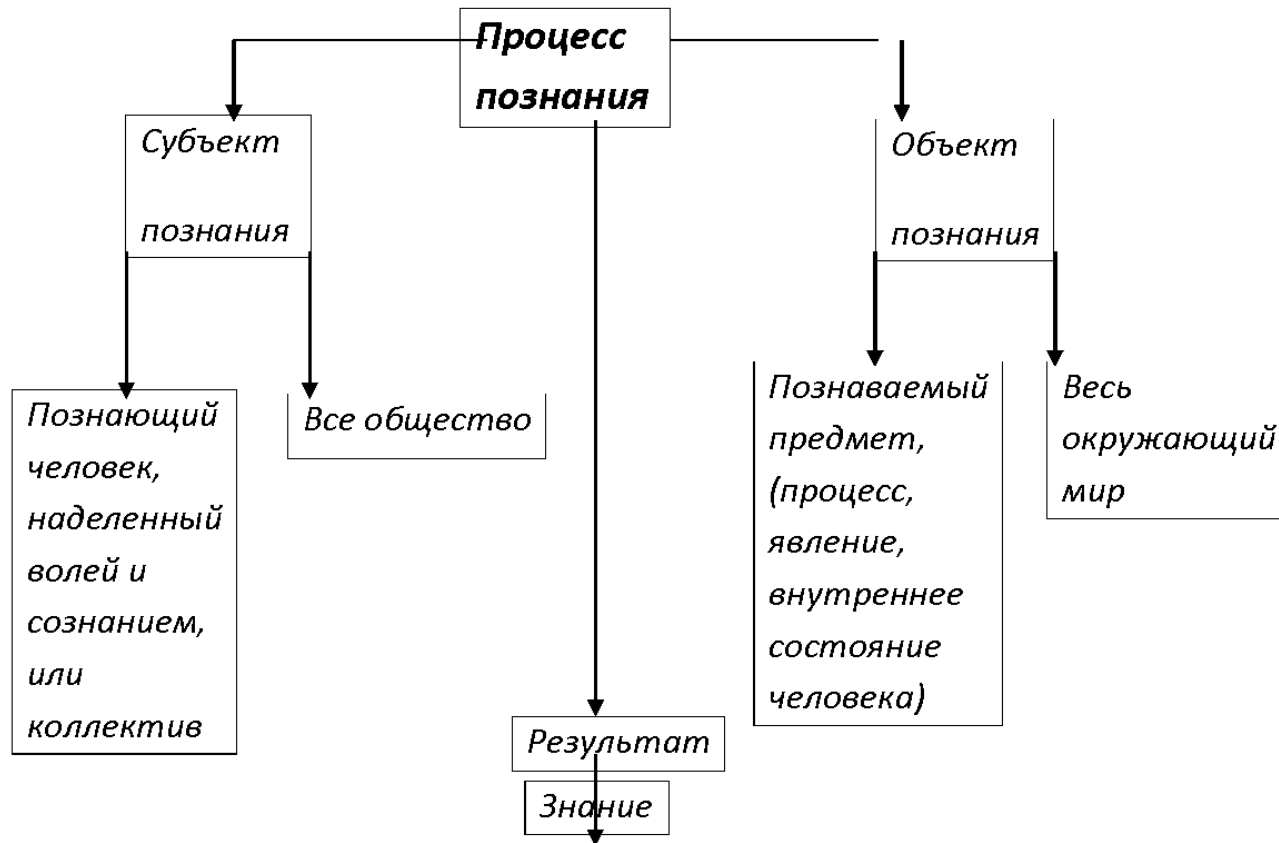 Процесс
познания
Субъект
познания
Объект
познания
Познающий
человек,
наделенный
волей и
сознанием,
или
коллектив
Все общество
Познаваемый
предмет,
(процесс,
явление,
внутреннее
состояние
человека)
Весь
окружающий
мир
Результат
Знание